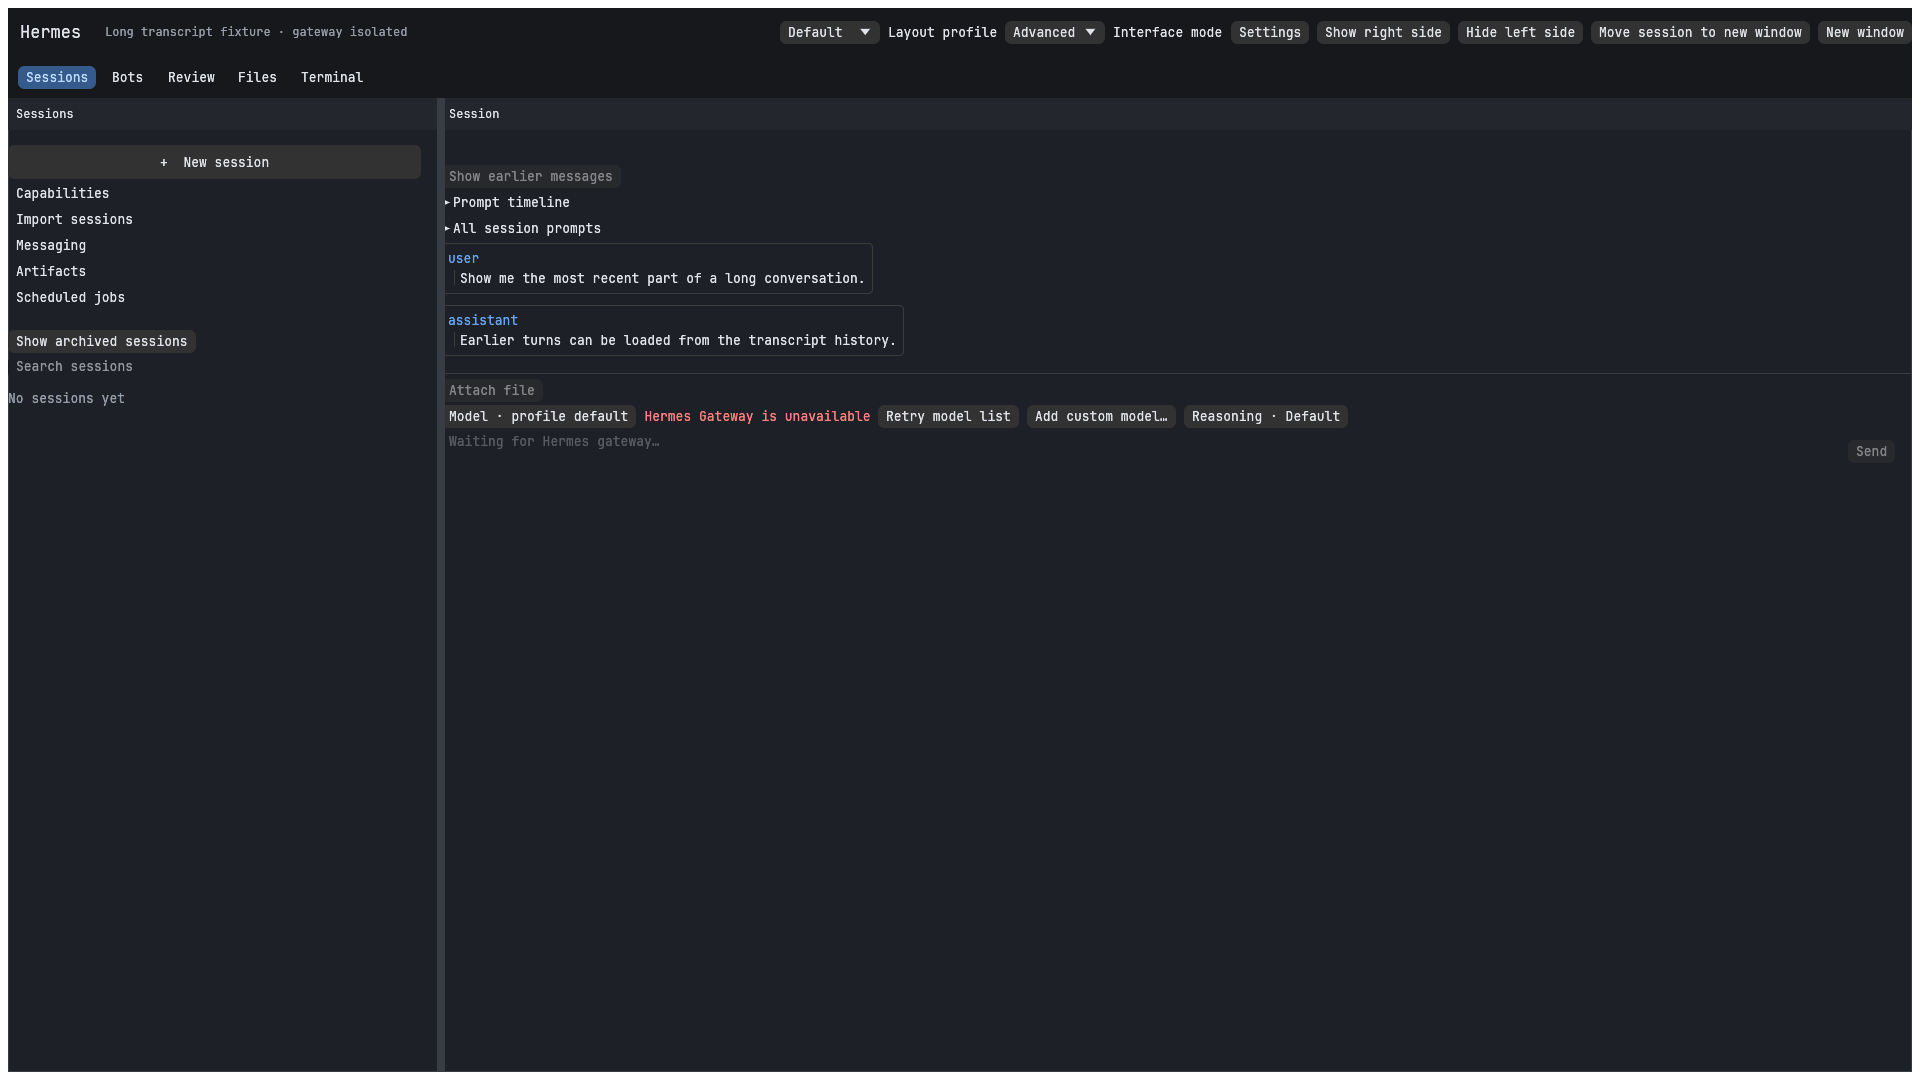 Hermes Long transcript fixture · gateway isolated Default Layout profile Advanced Interface mode Settings Show right side Hide left side Move session to new window New window
Sessions Bots Review Files Terminal
Sessions
+ New session
Capabilities
Import sessions
Messaging
Artifacts
Scheduled jobs
Show archived sessions
Search sessions
No sessions yet
Session
Show earlier messages
Prompt timeline
All session prompts
user
Show me the most recent part of a long conversation.
assistant
Earlier turns can be loaded from the transcript history.
Attach file
Model · profile default Hermes Gateway is unavailable Retry model list Add custom model… Reasoning · Default
Waiting for Hermes gateway…
Send